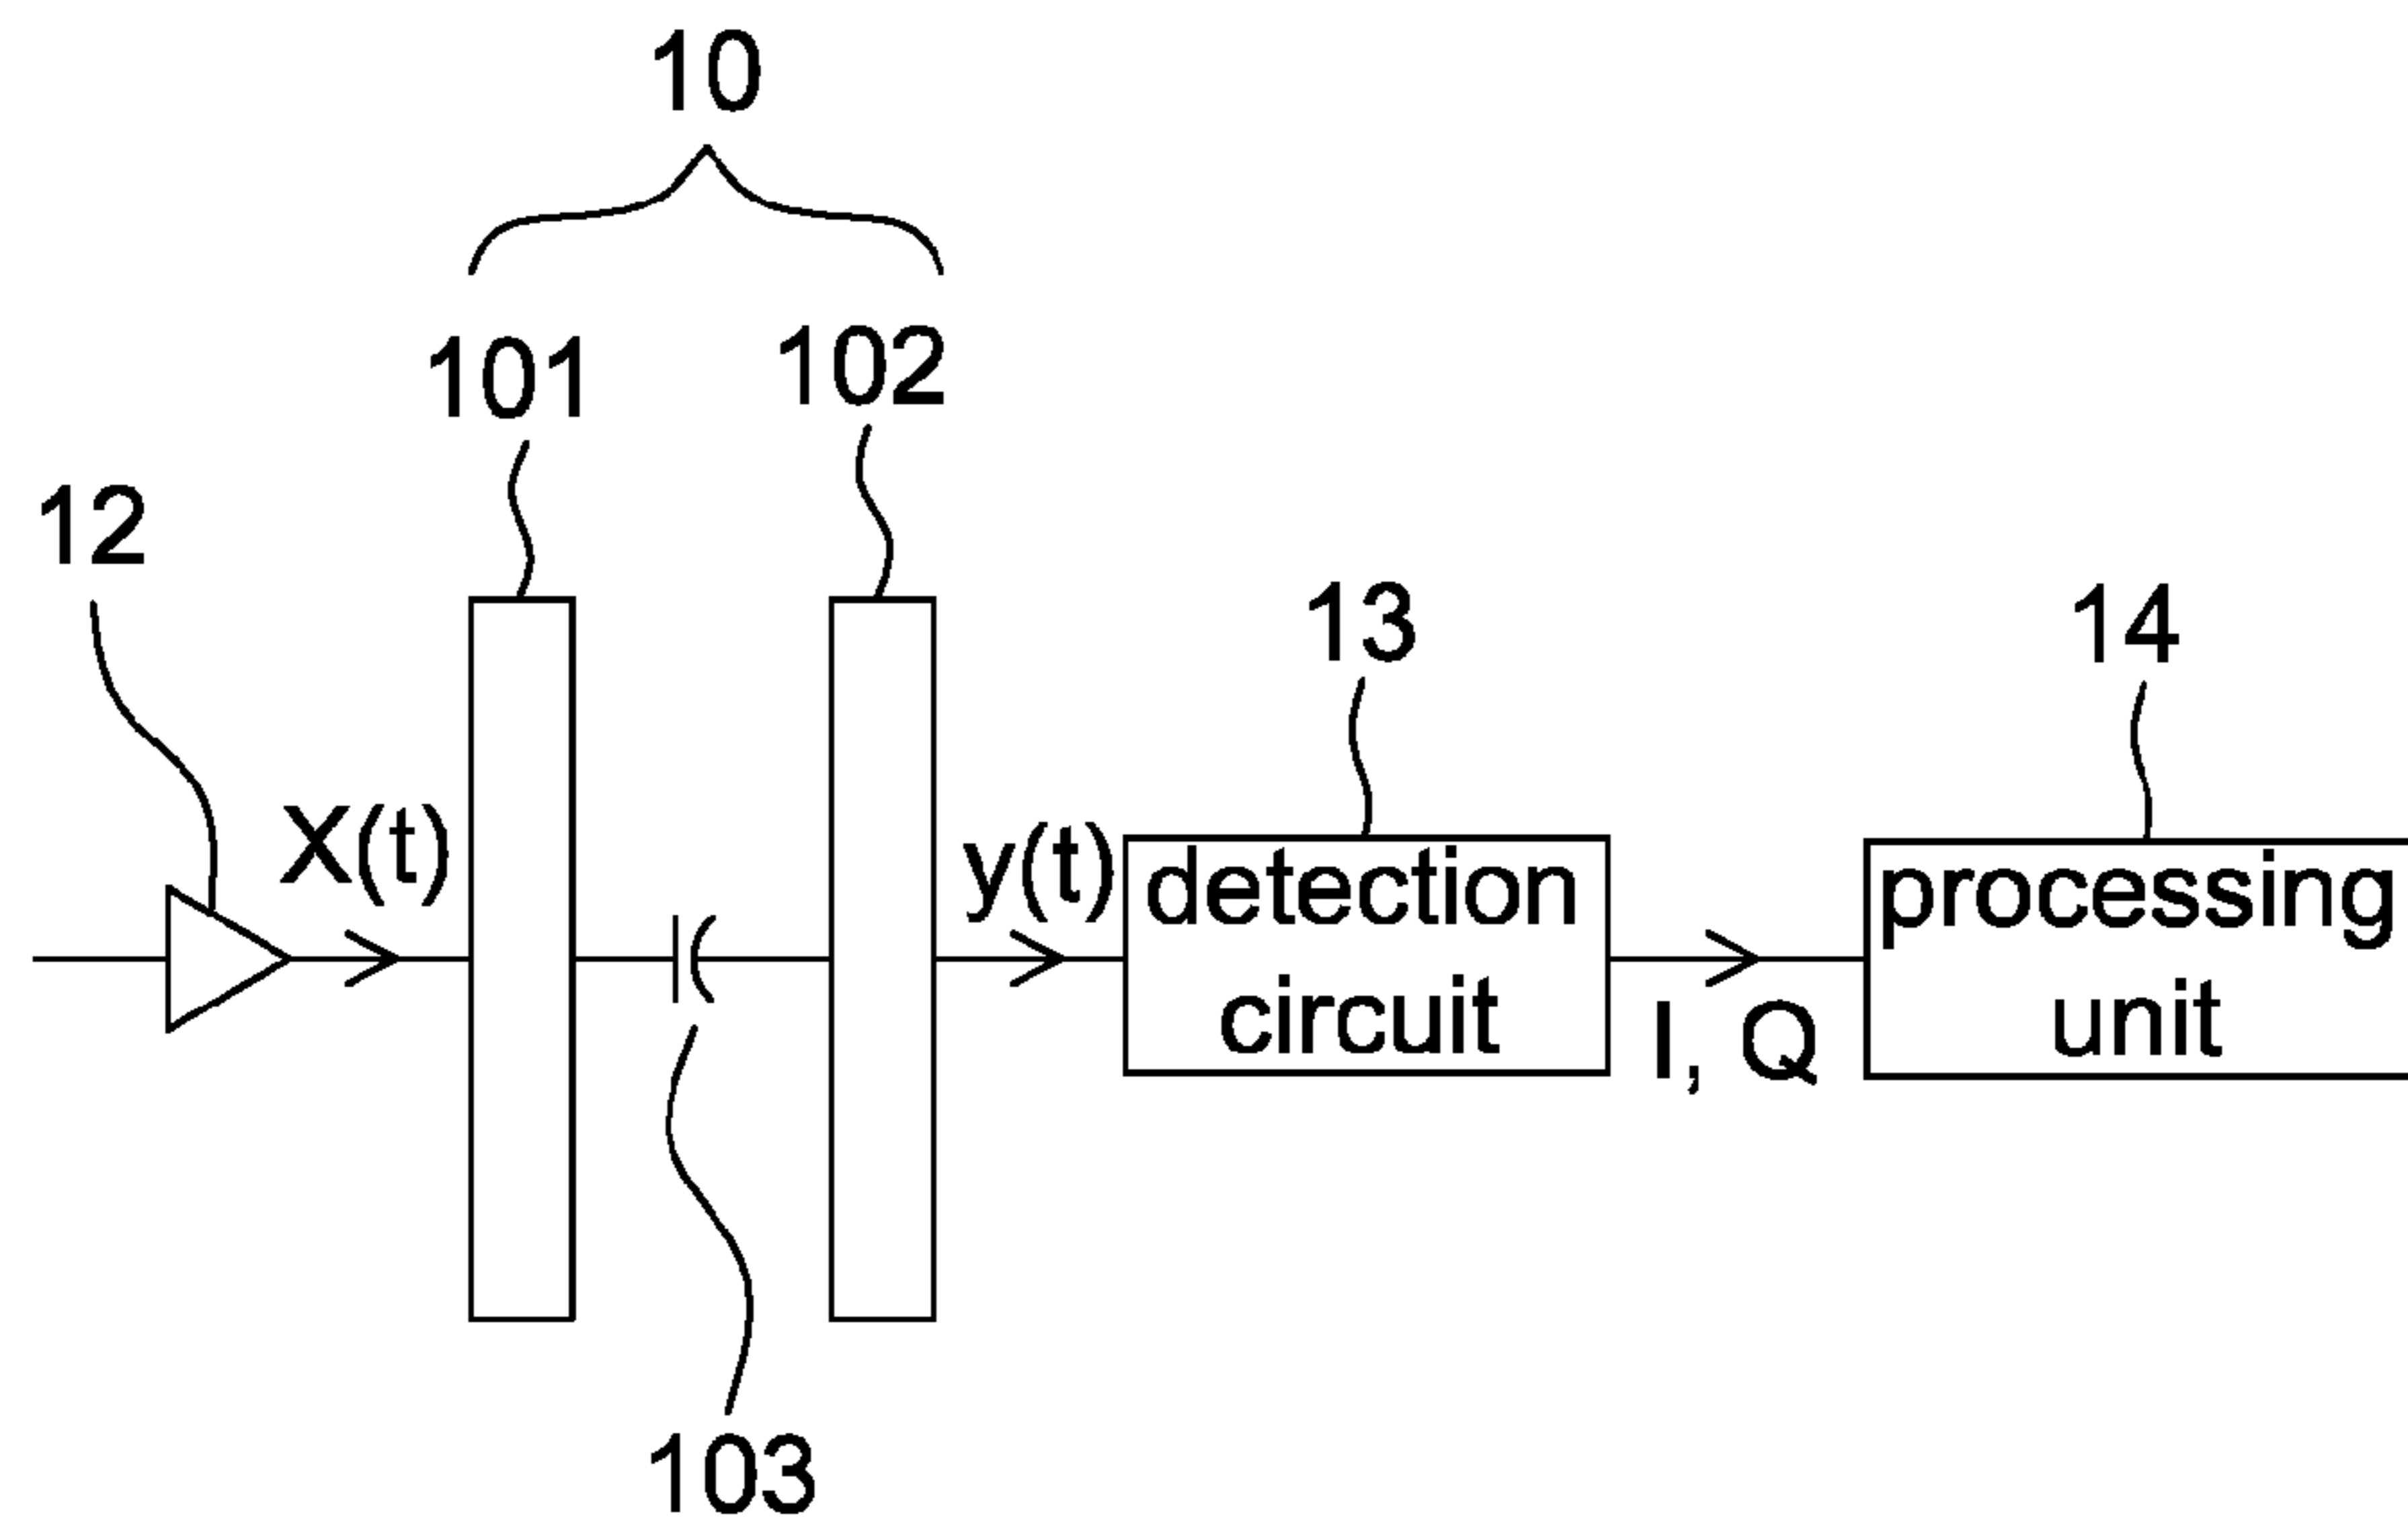 10
101
102
12
13
14
X(t)
y(t)
detection
circuit
I, Q
processing
unit
103